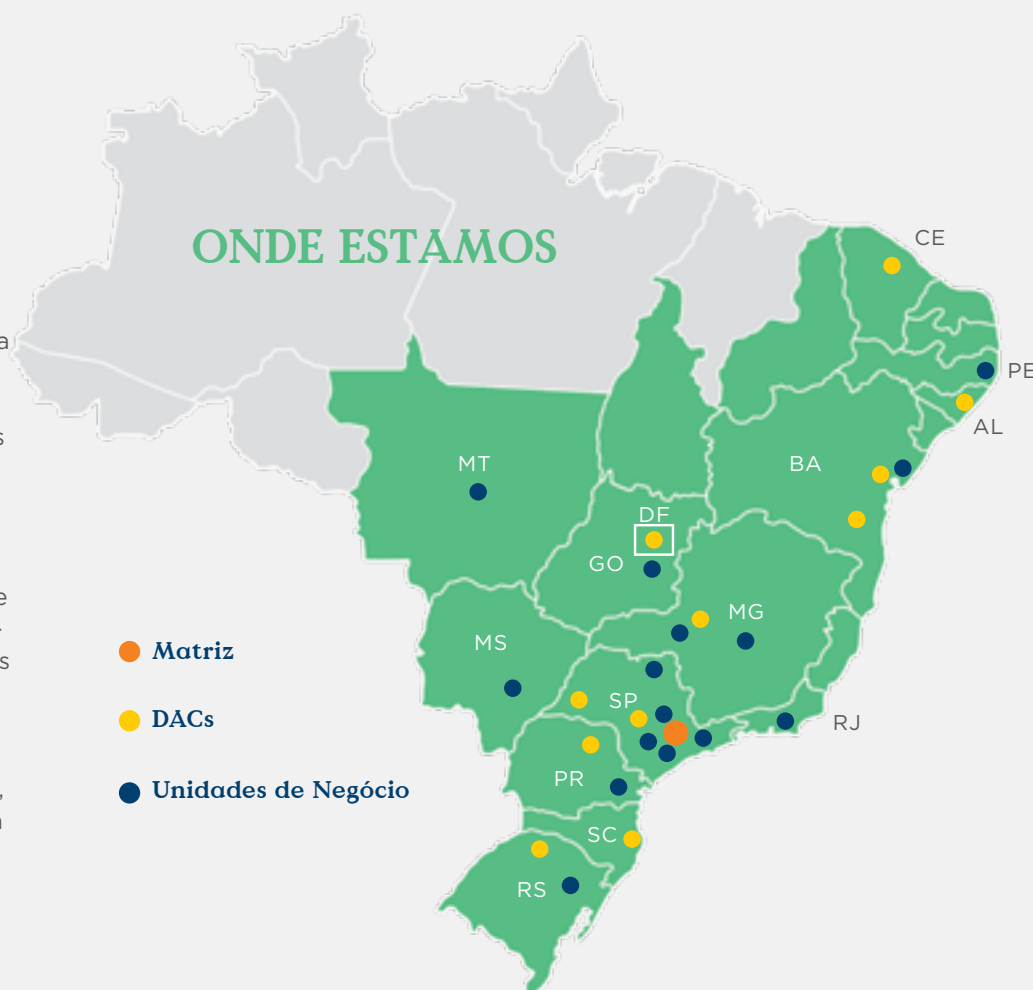 ONDE ESTAMOS
CE
a
PE
s
AL
MT
BA
DF
GO
e
MG
s
MS
Matriz
SP
DACs
RJ
PR
Unidades de Negócio
,
SC
RS